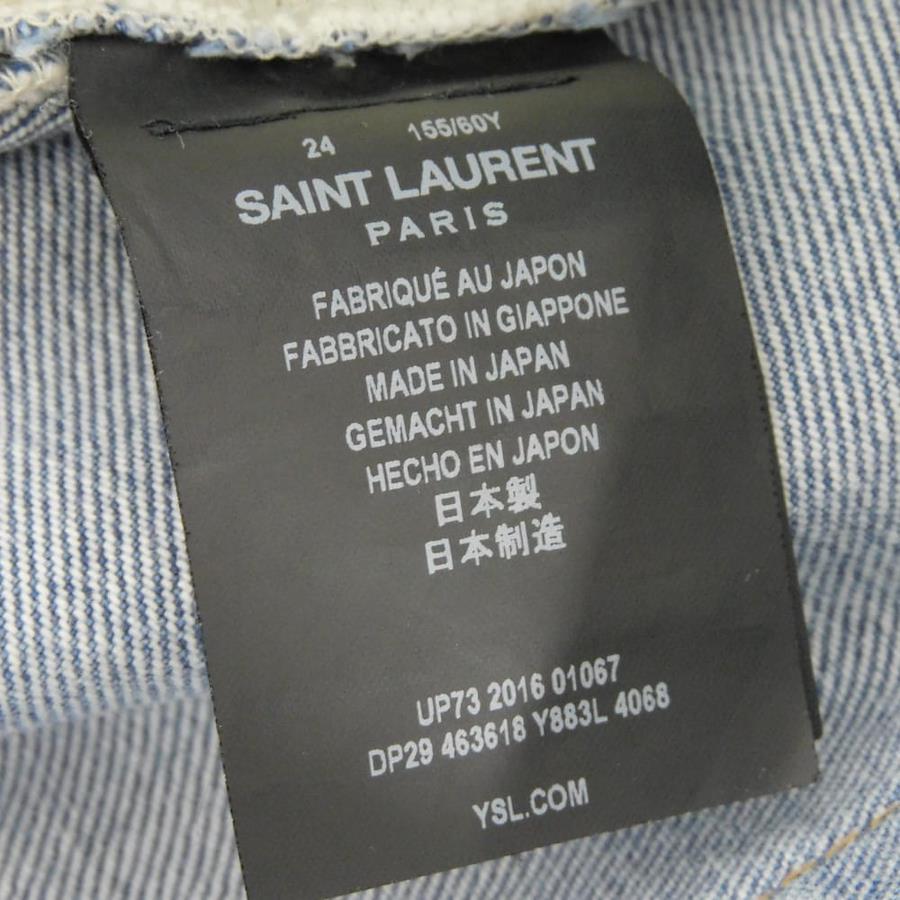 24 155/60Y
SAINT LAURENT
PARIS
FABRIQUÉ AU JAPON
FABBRICATO IN GIAPPONE
MADE IN JAPAN
GEMACHT IN JAPAN
HECHO EN JAPON
日本製
日本制造
UP73 2016 01067
DP29 463618 Y883L 4068
YSL.COM